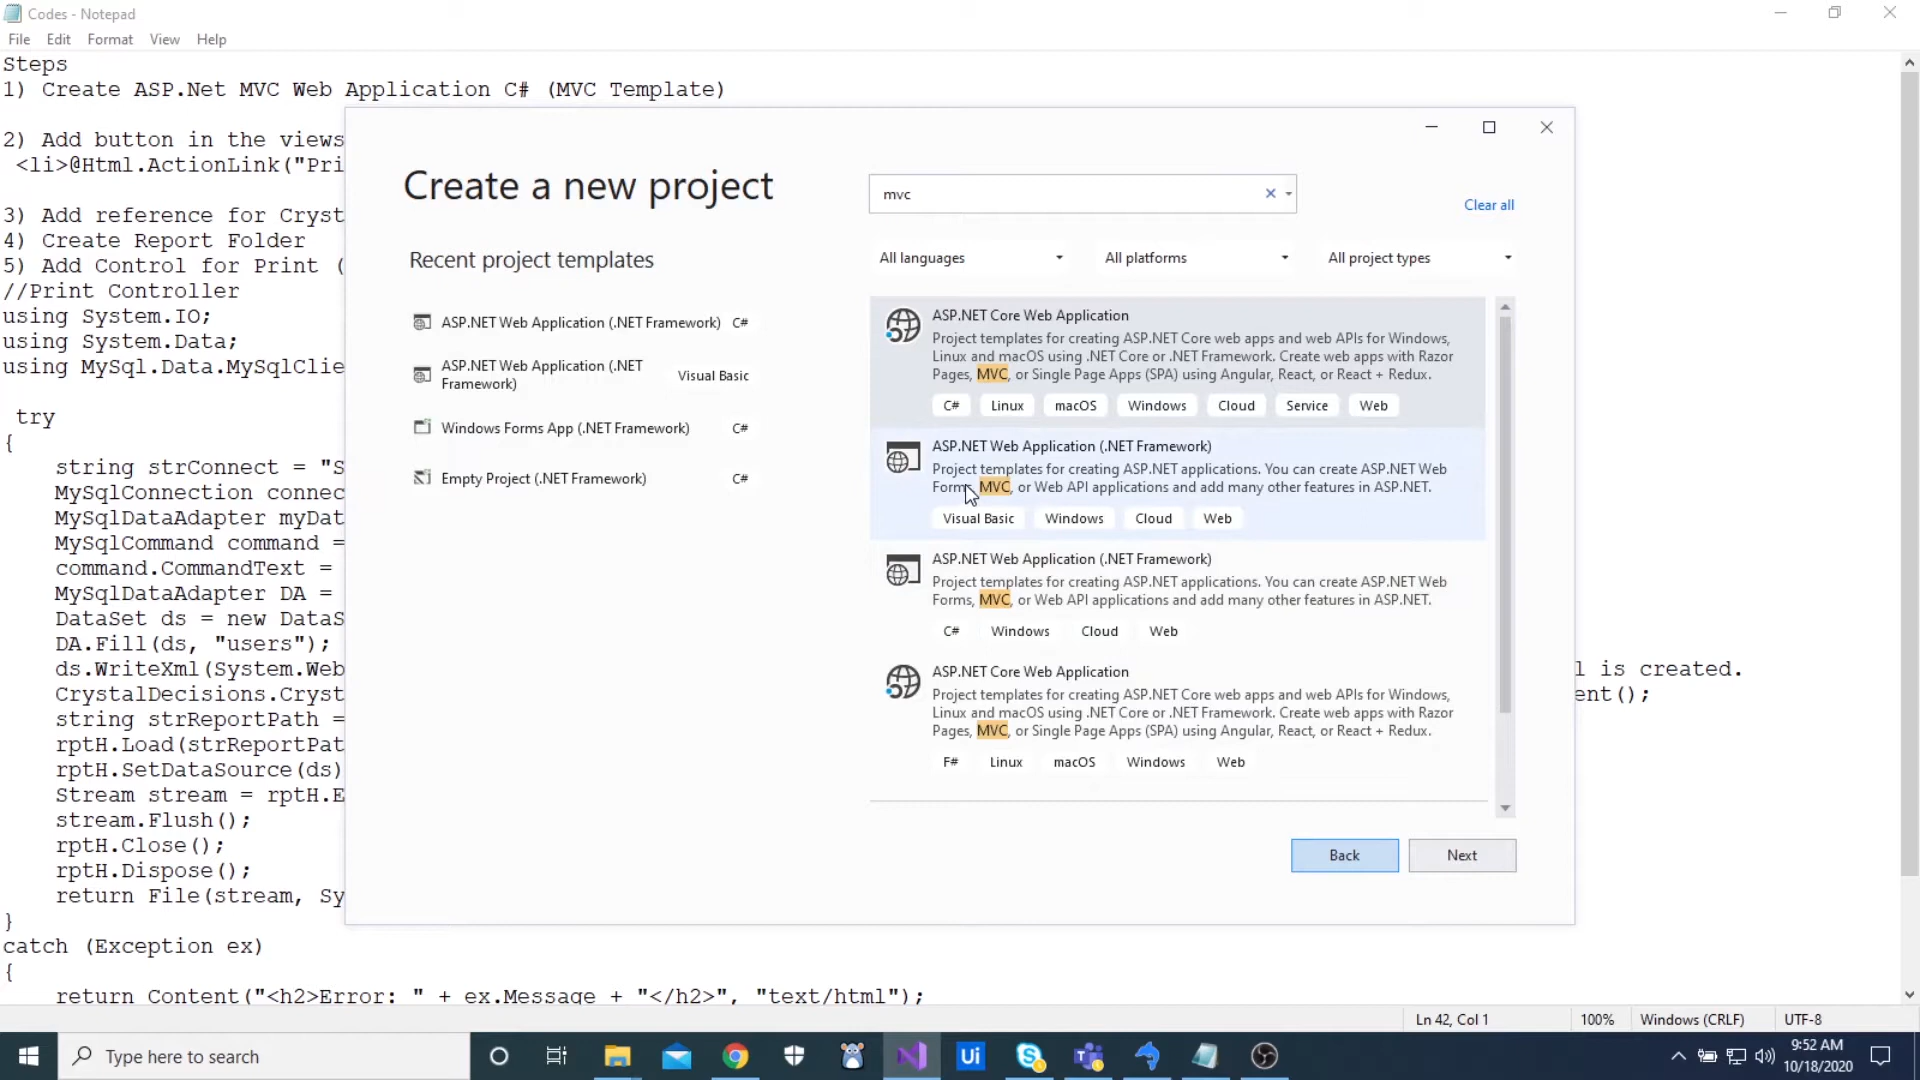 Codes - Notepad
File Edit Format View Help
Steps
1) Create ASP.Net MVC Web Application C# (MVC Template)
2) Add button in the views
<li>@Html.ActionLink("Pri
3) Add reference for Cryst
4) Create Report Folder
5) Add Control for Print (
//Print Controller
using System.IO;
using System.Data;
using MySql.Data.MySqlClie
try
{
string strConnect = "S
MySqlConnection connec
MySqlDataAdapter myDat
MySqlCommand command =
command.CommandText =
MySqlDataAdapter DA =
DataSet ds = new DataS
DA.Fill(ds, "users");
ds.WriteXml(System.Web
l is created.
CrystalDecisions.Cryst
ent();
string strReportPath =
rptH.Load(strReportPat
rptH.SetDataSource(ds)
Stream stream = rptH.E
stream.Flush();
rptH.Close();
rptH.Dispose();
return File(stream, Sy
}
catch (Exception ex)
{
return Content("<h2>Error: " + ex.Message + "</h2>", "text/html");
Create a new project
mvc
Clear all
All languages
All platforms
All project types
Recent project templates
ASP.NET Web Application (.NET Framework) C#
ASP.NET Web Application (.NET
Framework)
Visual Basic
Windows Forms App (.NET Framework) C#
Empty Project (.NET Framework) C#
ASP.NET Core Web Application
Project templates for creating ASP.NET Core web apps and web APIs for Windows,
Linux and macOS using .NET Core or .NET Framework. Create web apps with Razor
Pages, MVC, or Single Page Apps (SPA) using Angular, React, or React + Redux.
C# Linux macOS Windows Cloud Service Web
ASP.NET Web Application (.NET Framework)
Project templates for creating ASP.NET applications. You can create ASP.NET Web
Forms, MVC, or Web API applications and add many other features in ASP.NET.
Visual Basic Windows Cloud Web
ASP.NET Web Application (.NET Framework)
Project templates for creating ASP.NET applications. You can create ASP.NET Web
Forms, MVC, or Web API applications and add many other features in ASP.NET.
C# Windows Cloud Web
ASP.NET Core Web Application
Project templates for creating ASP.NET Core web apps and web APIs for Windows,
Linux and macOS using .NET Core or .NET Framework. Create web apps with Razor
Pages, MVC, or Single Page Apps (SPA) using Angular, React, or React + Redux.
F# Linux macOS Windows Web
Back
Next
Ln 42, Col 1 100% Windows (CRLF) UTF-8
Type here to search
Ui
9:52 AM
10/18/2020